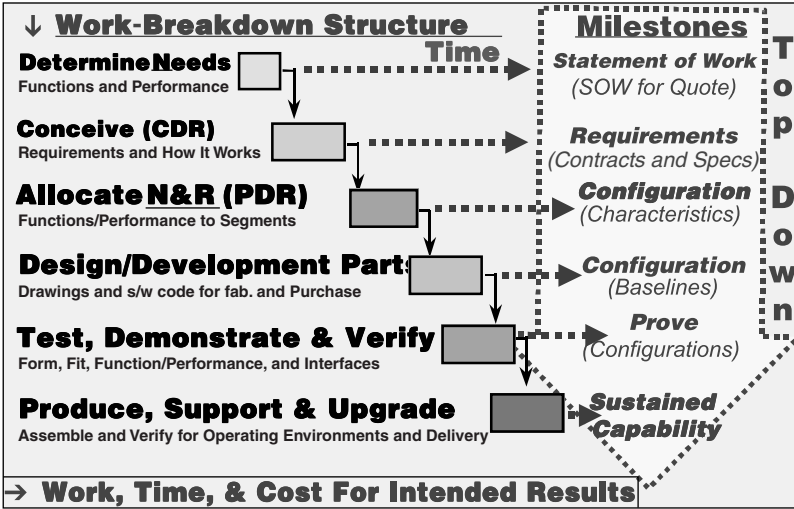 ↓ Work-Breakdown Structure
Time
Milestones
Determine Needs
Functions and Performance
Statement of Work
(SOW for Quote)
Conceive (CDR)
Requirements and How It Works
Requirements
(Contracts and Specs)
Allocate N&R (PDR)
Functions/Performance to Segments
Configuration
(Characteristics)
Design/Development Parts
Drawings and s/w code for fab. and Purchase
Configuration
(Baselines)
Test, Demonstrate & Verify
Form, Fit, Function/Performance, and Interfaces
Prove
(Configurations)
Produce, Support & Upgrade
Assemble and Verify for Operating Environments and Delivery
Sustained
Capability
Top Down
→ Work, Time, & Cost For Intended Results